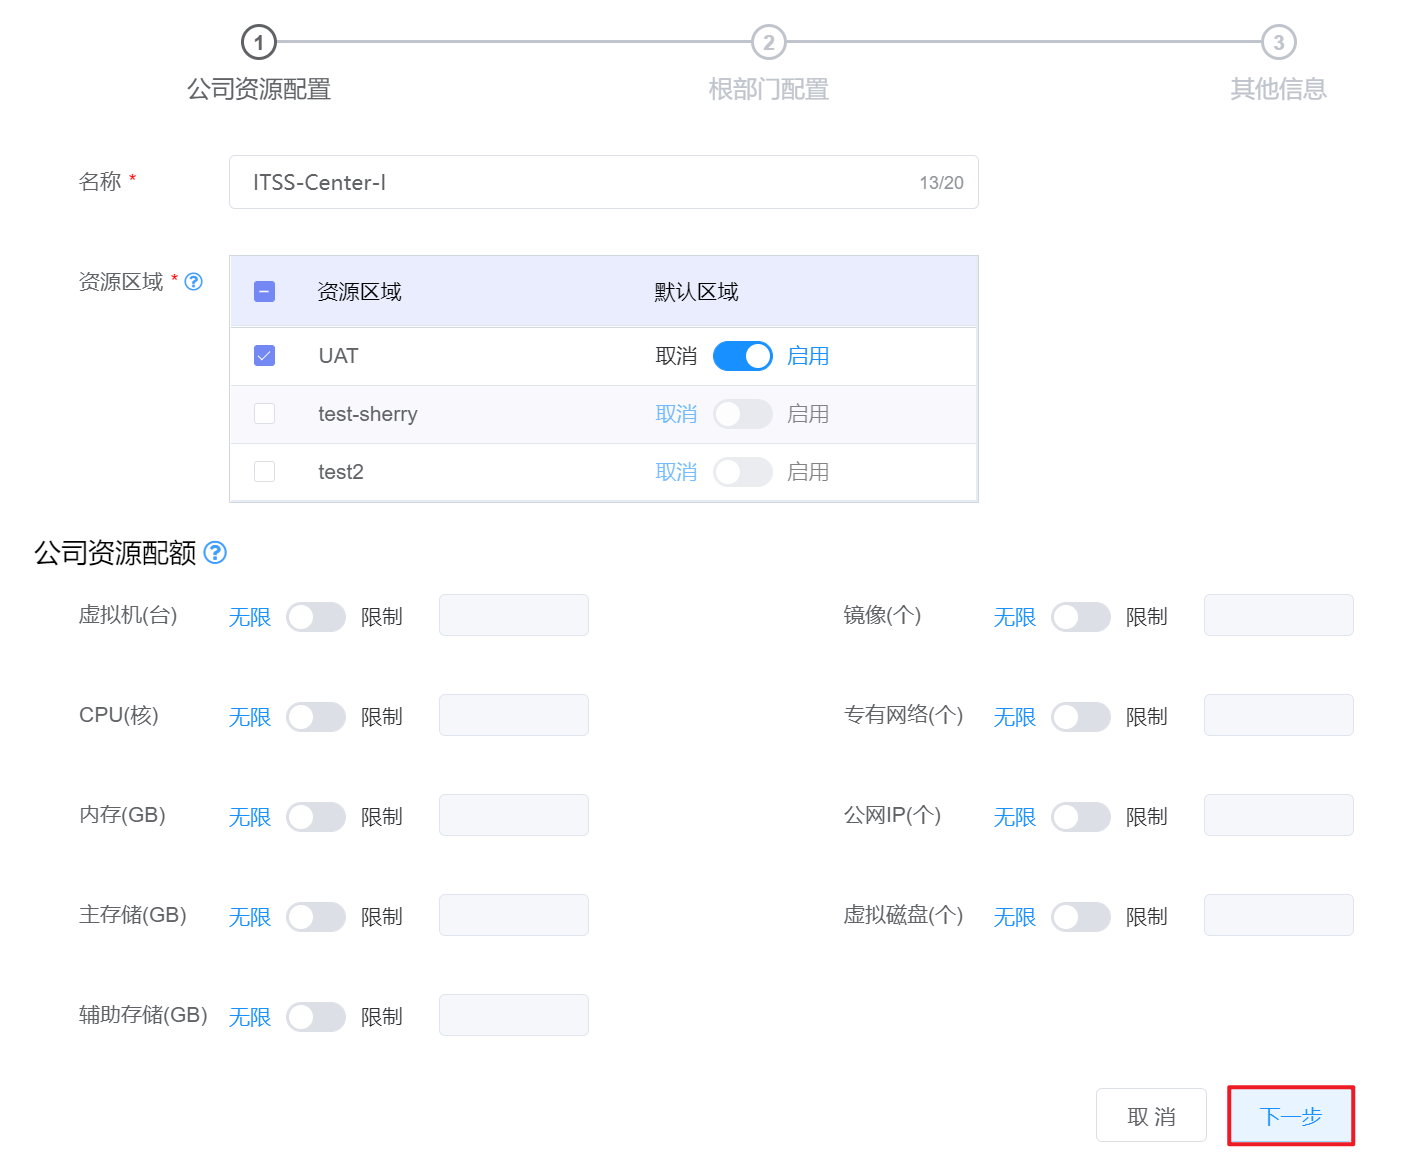 1 2 3
公司资源配置 根部门配置 其他信息
名称 * ITSS-Center-I 13/20
资源区域 * ?
资源区域 默认区域
UAT 取消 启用
test-sherry 取消 启用
test2 取消 启用
公司资源配额 ?
虚拟机(台) 无限 限制 镜像(个) 无限 限制
CPU(核) 无限 限制 专有网络(个) 无限 限制
内存(GB) 无限 限制 公网IP(个) 无限 限制
主存储(GB) 无限 限制 虚拟磁盘(个) 无限 限制
辅助存储(GB) 无限 限制
取 消 下一步